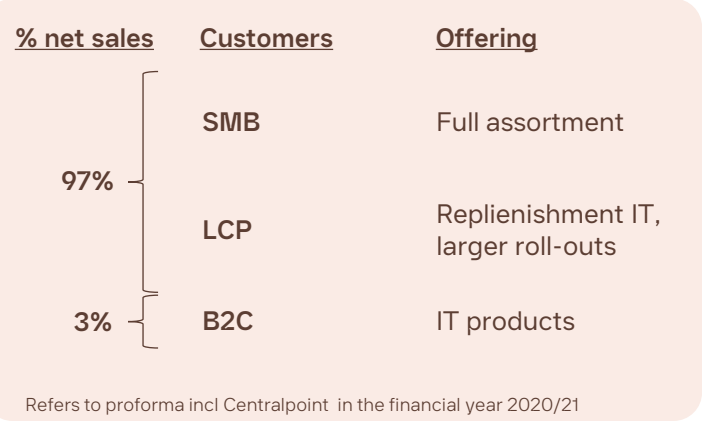 % net sales Customers Offering
SMB Full assortment
97%
LCP Replienishment IT,
larger roll-outs
3% B2C IT products
Refers to proforma incl Centralpoint in the financial year 2020/21